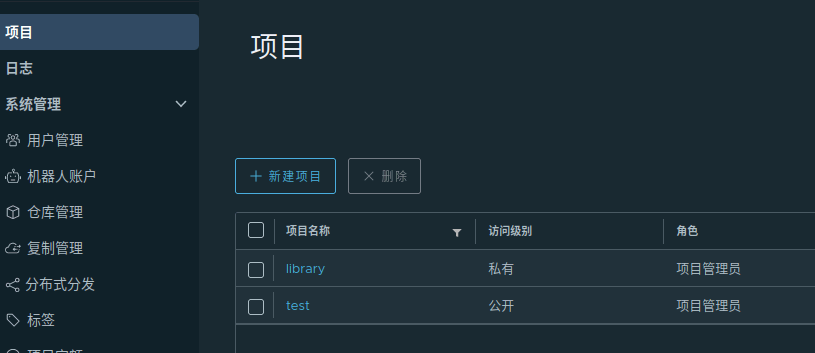 项目
日志
系统管理
用户管理
机器人账户
仓库管理
复制管理
分布式分发
标签
项目
新建项目
删除
项目名称 访问级别 角色
library 私有 项目管理员
test 公开 项目管理员